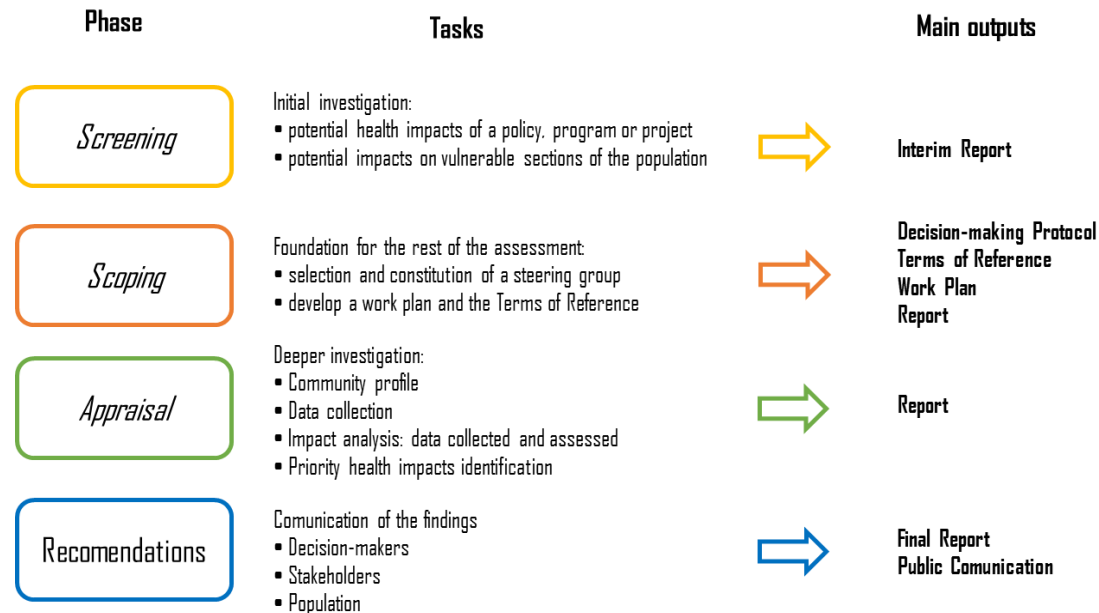 Phase
Tasks
Main outputs
Screening
Initial investigation:
▪ potential health impacts of a policy, program or project
▪ potential impacts on vulnerable sections of the population
Interim Report
Scoping
Foundation for the rest of the assessment:
▪ selection and constitution of a steering group
▪ develop a work plan and the Terms of Reference
Decision-making Protocol
Terms of Reference
Work Plan
Report
Appraisal
Deeper investigation:
▪ Community profile
▪ Data collection
▪ Impact analysis: data collected and assessed
▪ Priority health impacts identification
Report
Recomendations
Comunication of the findings
▪ Decision-makers
▪ Stakeholders
▪ Population
Final Report
Public Comunication